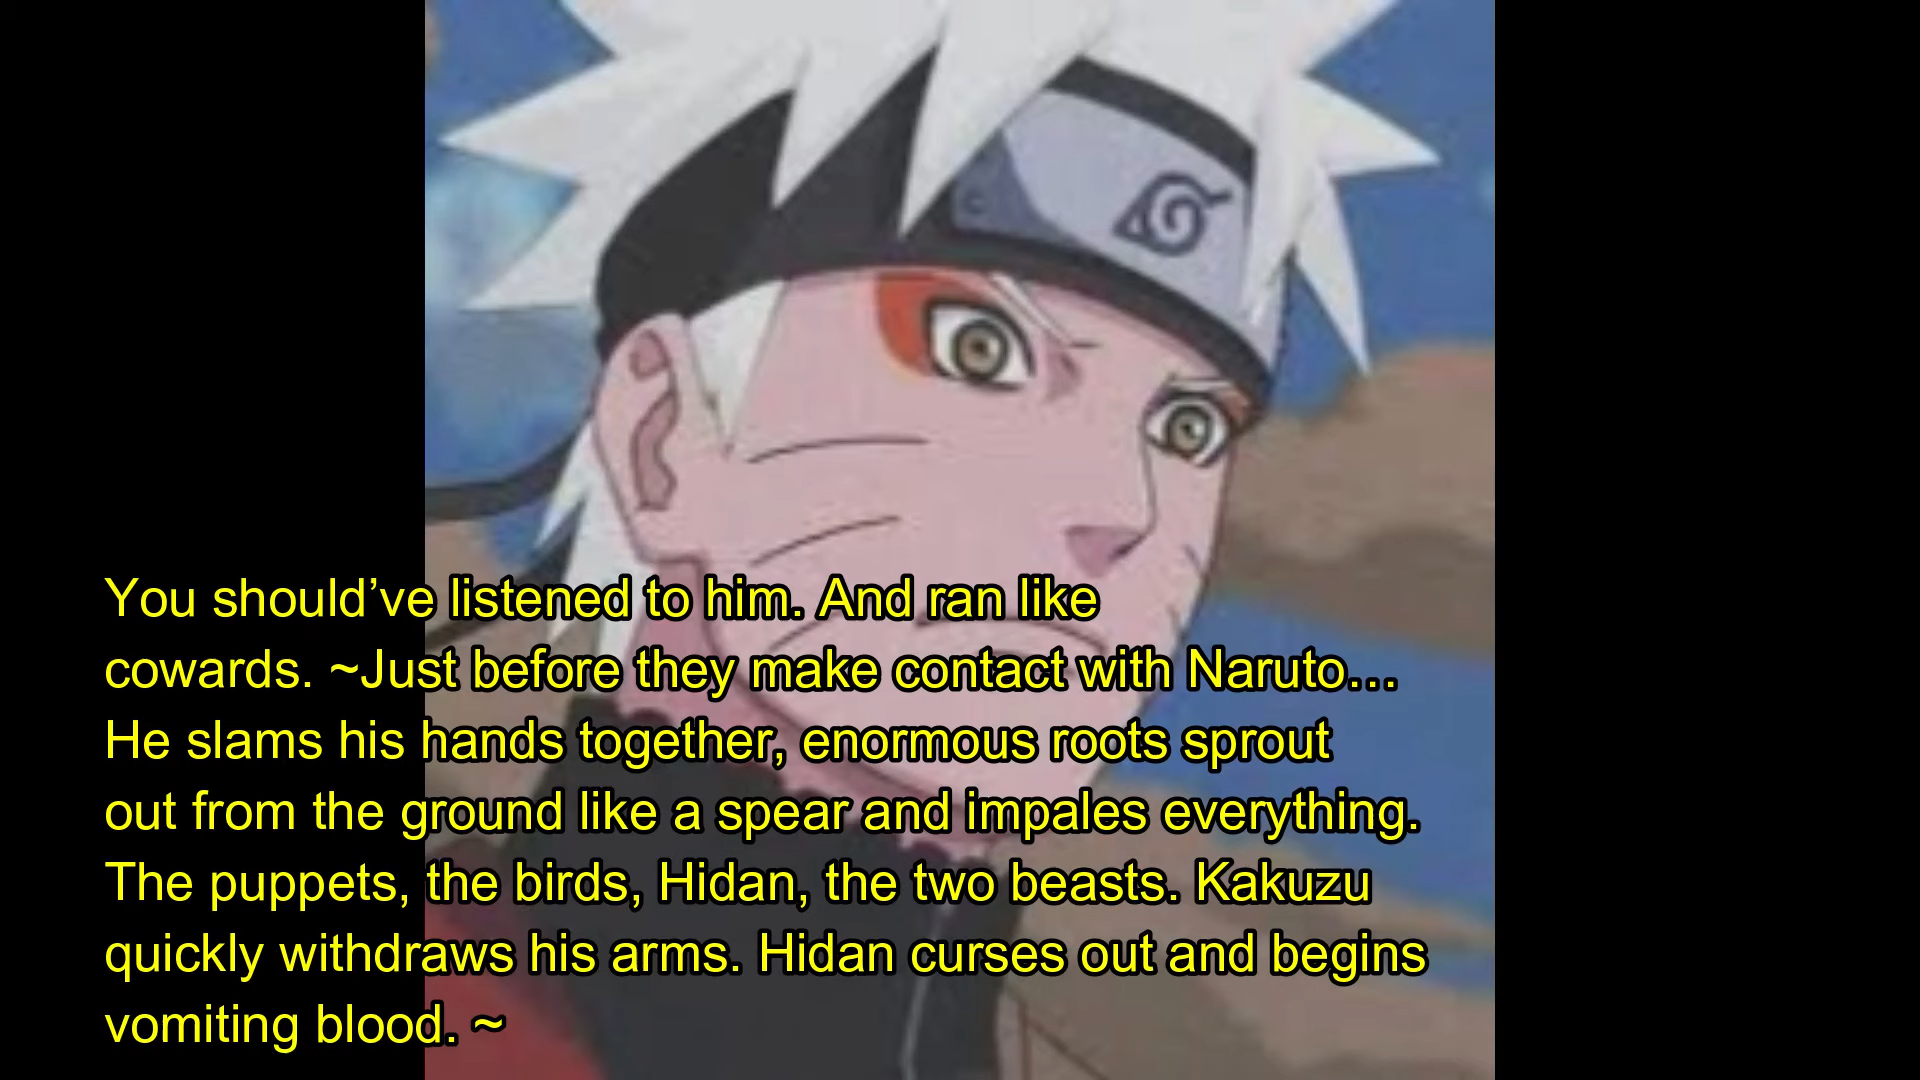 You should’ve listened to him. And ran like
cowards. ~Just before they make contact with Naruto…
He slams his hands together, enormous roots sprout
out from the ground like a spear and impales everything.
The puppets, the birds, Hidan, the two beasts. Kakuzu
quickly withdraws his arms. Hidan curses out and begins
vomiting blood. ~